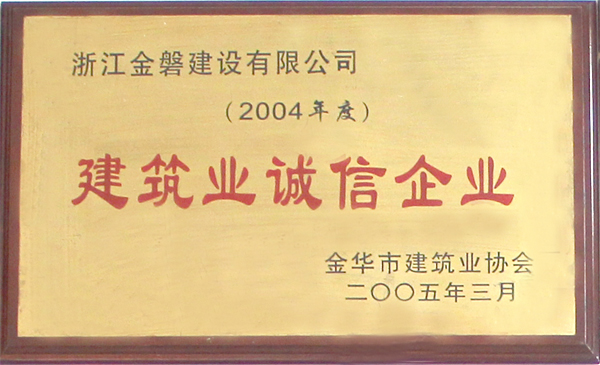 浙江金磐建设有限公司
（2004年度）
建筑业诚信企业
金华市建筑业协会
二〇〇五年三月